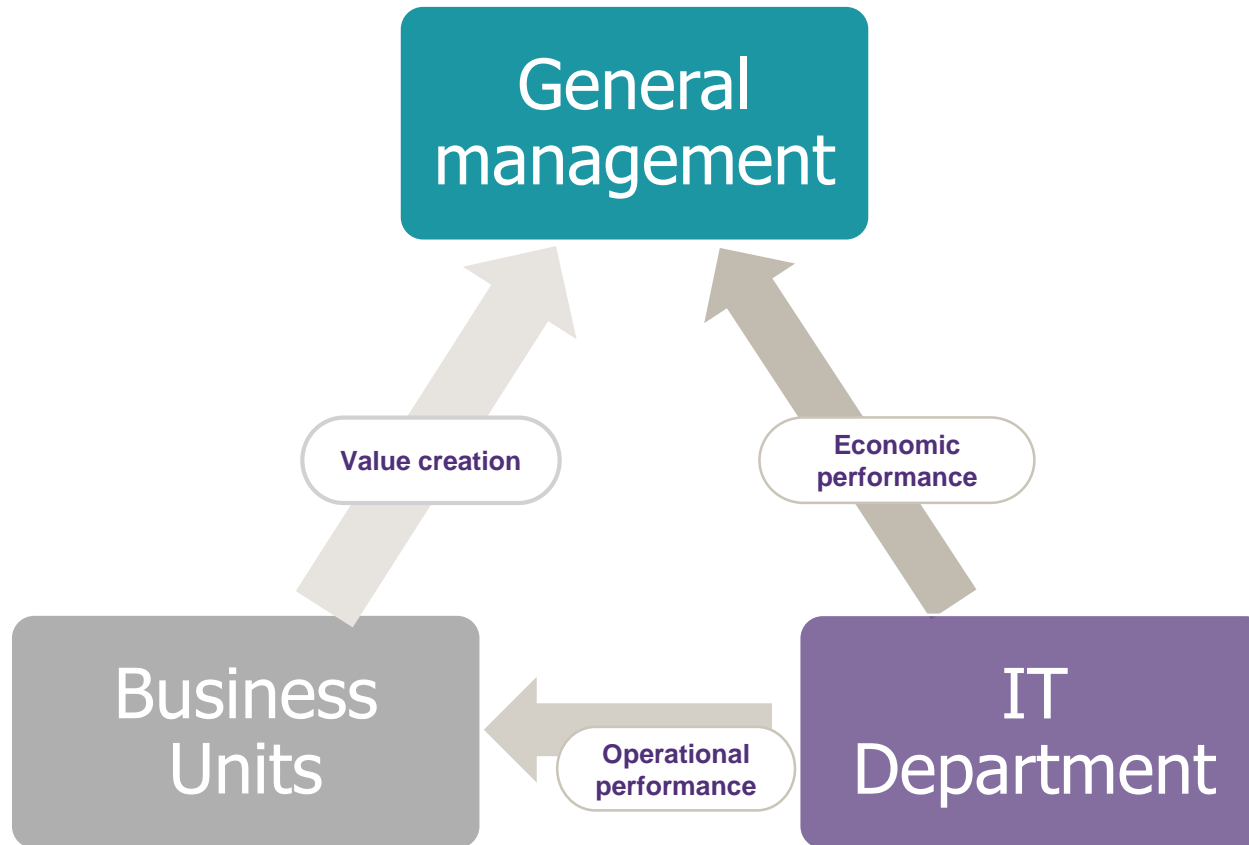 General
management
Value creation
Economic
performance
Business
Units
Operational
performance
IT
Department